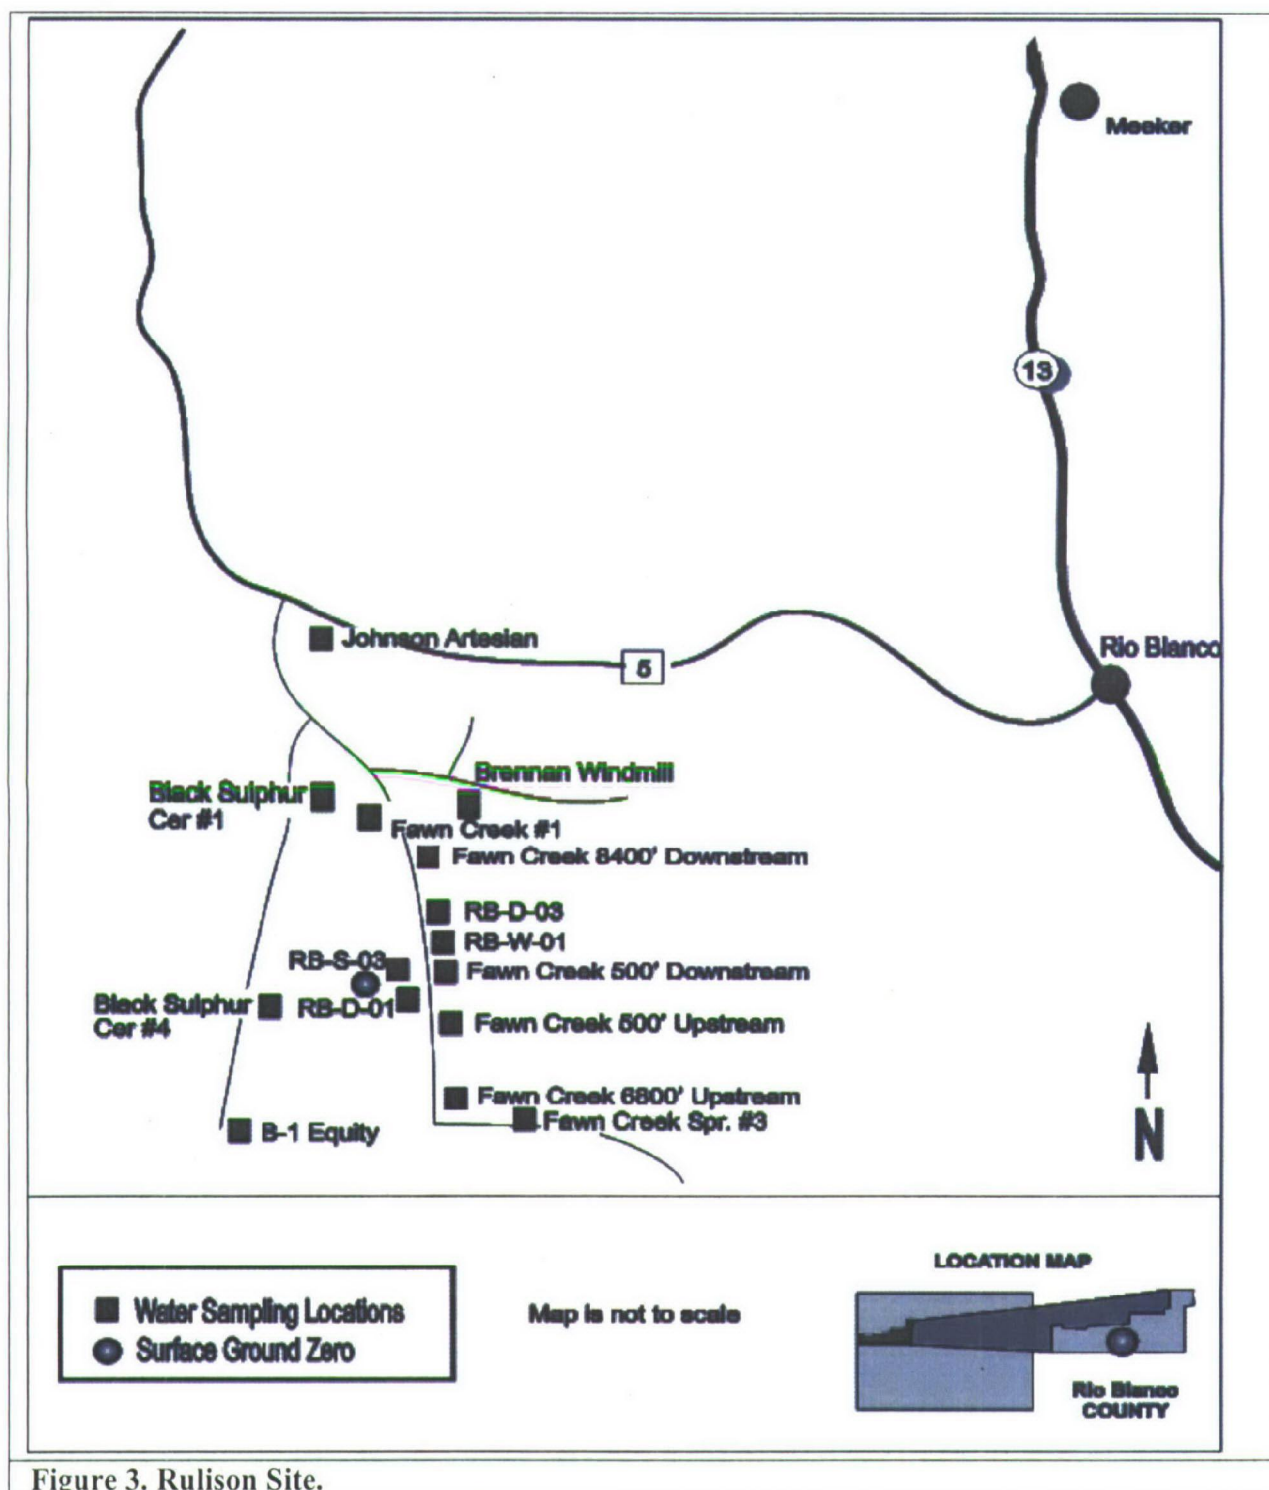 Meeker
13
Johnson Artesian
5
Rio Blanco
Brennan Windmill
Black Sulphur
Cer #1
Fawn Creek #1
Fawn Creek 8400' Downstream
RB-D-03
RB-W-01
RB-S-03
Fawn Creek 500' Downstream
Black Sulphur
Cer #4
RB-D-01
Fawn Creek 500' Upstream
Fawn Creek 6800' Upstream
Fawn Creek Spr. #3
B-1 Equity
N
Water Sampling Locations
Surface Ground Zero
Map is not to scale
LOCATION MAP
Rio Blanco
COUNTY
Figure 3. Rulison Site.